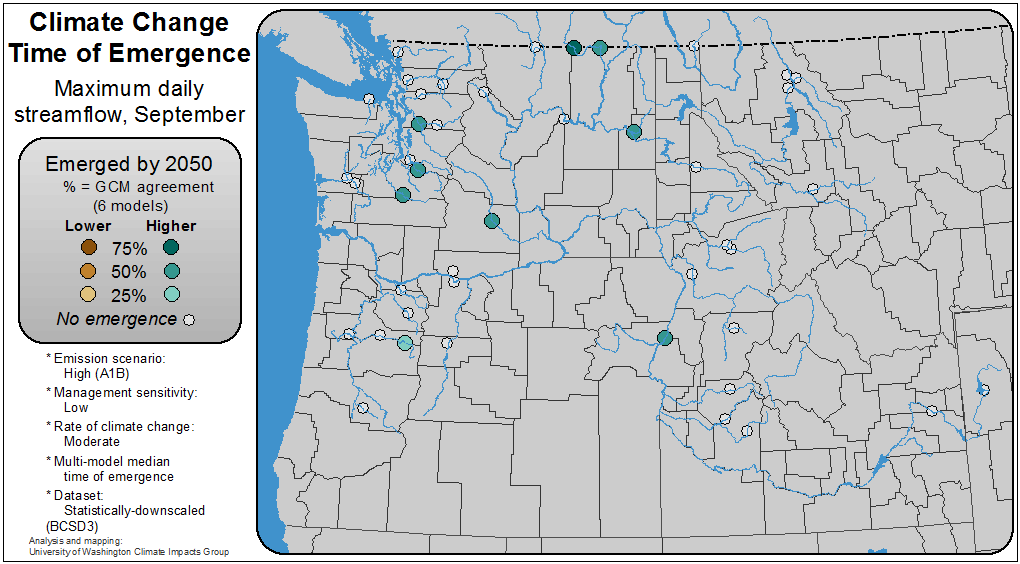 Climate Change
Time of Emergence
Maximum daily
streamflow, September
Emerged by 2050
% = GCM agreement
(6 models)
Lower Higher
75%
50%
25%
No emergence
* Emission scenario:
High (A1B)
* Management sensitivity:
Low
* Rate of climate change:
Moderate
* Multi-model median
time of emergence
* Dataset:
Statistically-downscaled
(BCSD3)
Analysis and mapping:
University of Washington Climate Impacts Group